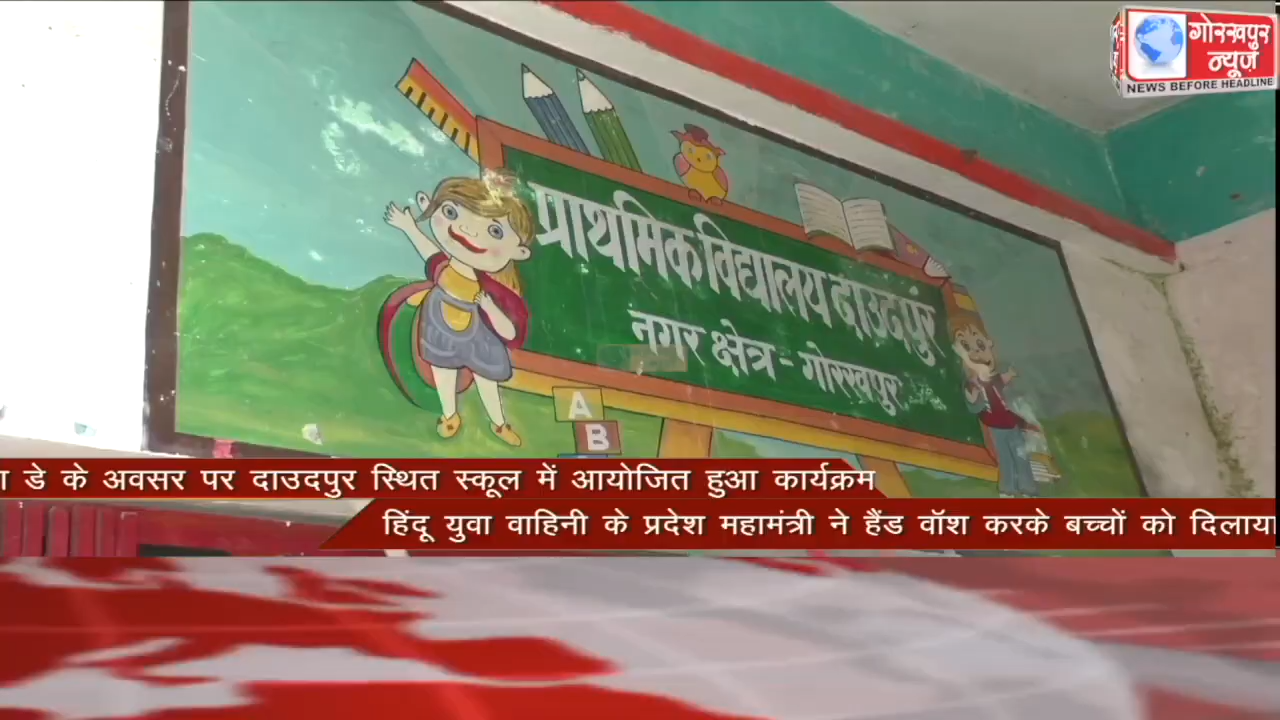 गोरखपुर
न्यूज
NEWS BEFORE HEADLINE
प्राथमिक विद्यालय दाउदपुर
नगर क्षेत्र - गोरखपुर
A
B
डे के अवसर पर दाउदपुर स्थित स्कूल में आयोजित हुआ कार्यक्रम
हिंदू युवा वाहिनी के प्रदेश महामंत्री ने हैंड वॉश करके बच्चों को दिलाया